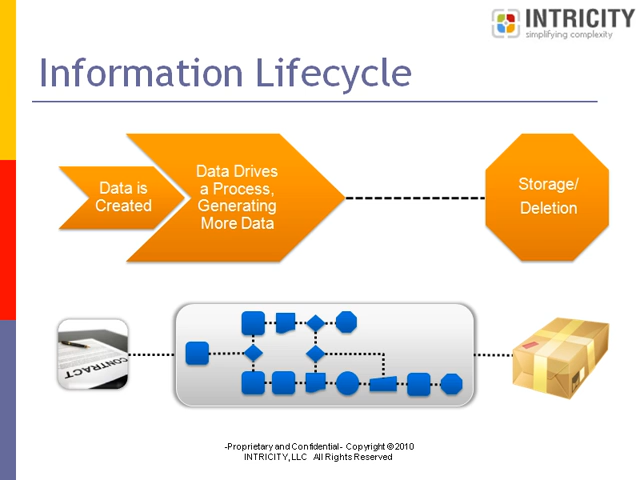 INTRICITY
simplifying complexity
Information Lifecycle
Data is
Created
Data Drives
a Process,
Generating
More Data
Storage/
Deletion
CONTRACT
-Proprietary and Confidential- Copyright ©2010
INTRICITY, LLC All Rights Reserved